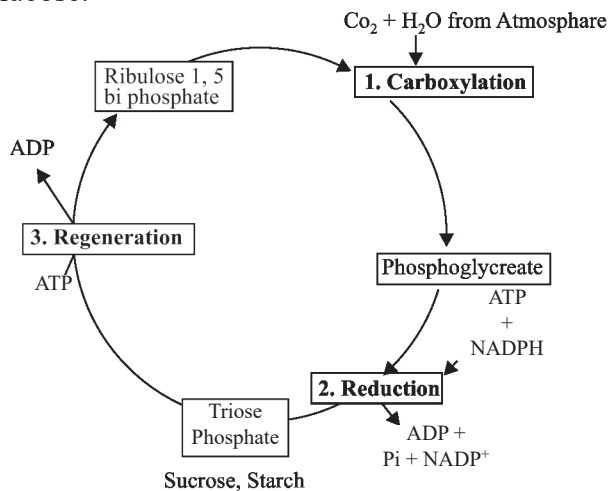 Co₂ + H₂O from Atmosphare
1. Carboxylation
Ribulose 1, 5
bi phosphate
ADP
3. Regeneration
ATP
Phosphoglycreate
ATP
+
NADPH
2. Reduction
ADP +
Pi + NADP⁺
Triose
Phosphate
Sucrose, Starch